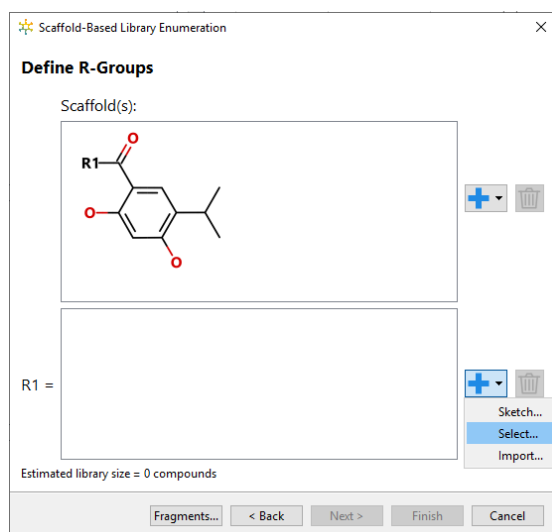 Scaffold-Based Library Enumeration
Define R-Groups
Scaffold(s):
O
R1
O
O
R1 =
Sketch...
Select...
Import...
Estimated library size = 0 compounds
Fragments...
< Back
Next >
Finish
Cancel